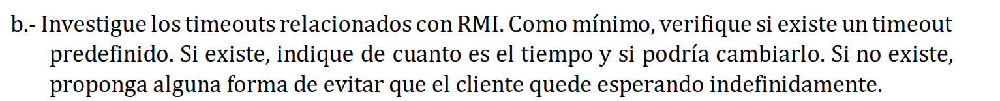 b.- Investigue los timeouts relacionados con RMI. Como mínimo, verifique si existe un timeout
predefinido. Si existe, indique de cuanto es el tiempo y si podría cambiarlo. Si no existe,
proponga alguna forma de evitar que el cliente quede esperando indefinidamente.